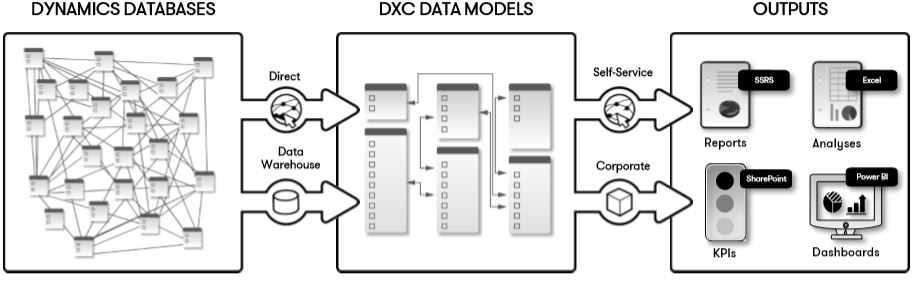 DYNAMICS DATABASES
DXC DATA MODELS
OUTPUTS
Direct
Data
Warehouse
Self-Service
Corporate
SSRS
Reports
Excel
Analyses
SharePoint
KPIs
Power BI
Dashboards